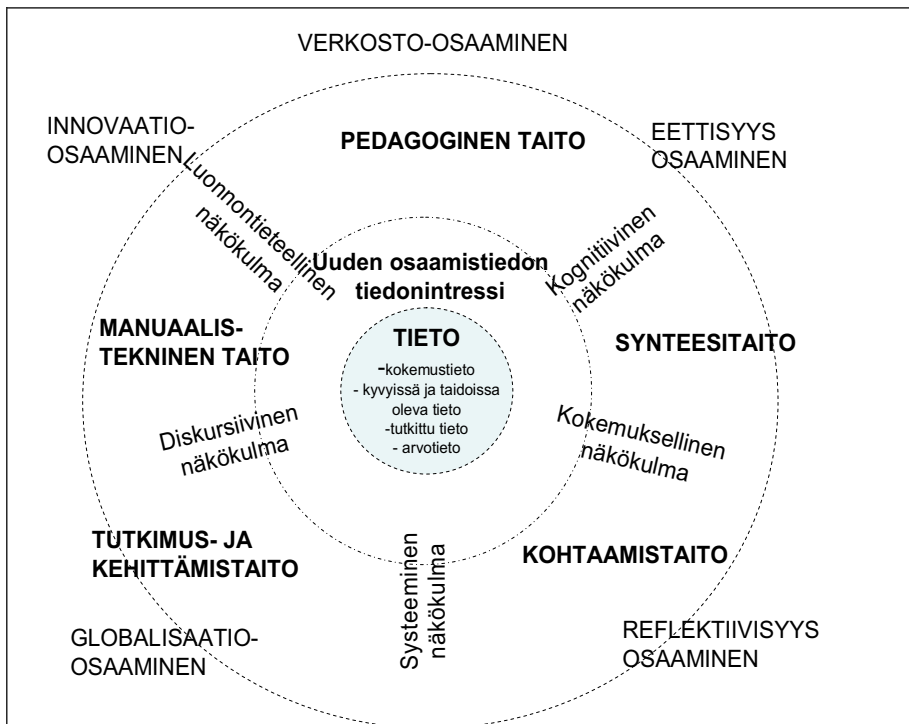 VERKOSTO-OSAAMINEN
INNOVAATIO-
OSAAMINEN
EETTISYYS
OSAAMINEN
PEDAGOGINEN TAITO
Luonnontieteellinen
näkökulma
Kognitiivinen
näkökulma
Uuden osaamistiedon
tiedonintressi
MANUAALIS-
TEKNINEN TAITO
SYNTEESITAITO
TIETO
-kokemustieto
- kyvyissä ja taidoissa
oleva tieto
-tutkittu tieto
- arvotieto
Diskursiivinen
näkökulma
Kokemuksellinen
näkökulma
TUTKIMUS- JA
KEHITTÄMISTAITO
Systeeminen
näkökulma
KOHTAAMISTAITO
GLOBALISAATIO-
OSAAMINEN
REFLEKTIIVISYYS
OSAAMINEN